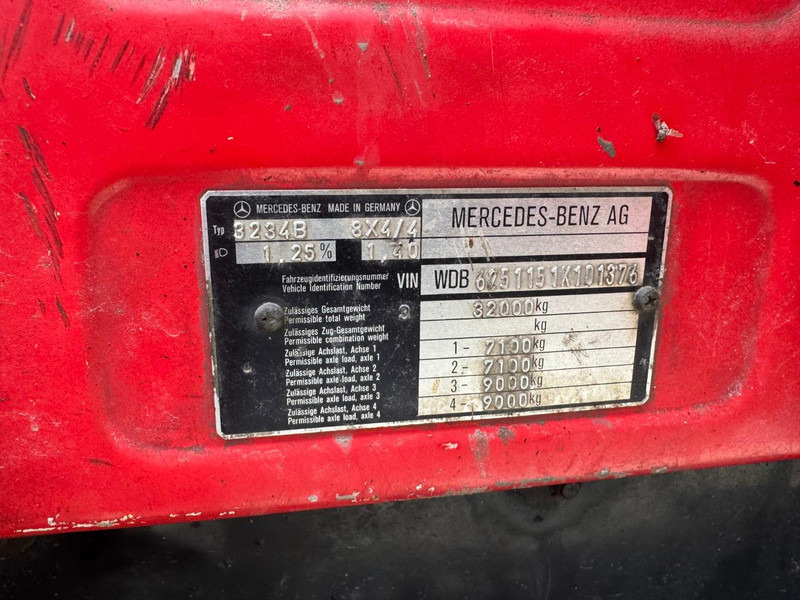 MERCEDES-BENZ MADE IN GERMANY
MERCEDES-BENZ AG
Typ 3234B 8X4/4
1,25% 1,40
Fahrzeugidentifizierungsnummer
Vehicle Identification Number
VIN WDB 6251151K101376
Zulässiges Gesamtgewicht
Permissible total weight
3
32000kg
Zulässiges Zug-Gesamtgewicht
Permissible combination weight
kg
Zulässige Achslast, Achse 1
Permissible axle load, axle 1
1- 7100kg
Zulässige Achslast, Achse 2
Permissible axle load, axle 2
2- 7100kg
Zulässige Achslast, Achse 3
Permissible axle load, axle 3
3- 9000kg
Zulässige Achslast, Achse 4
Permissible axle load, axle 4
4- 9000kg